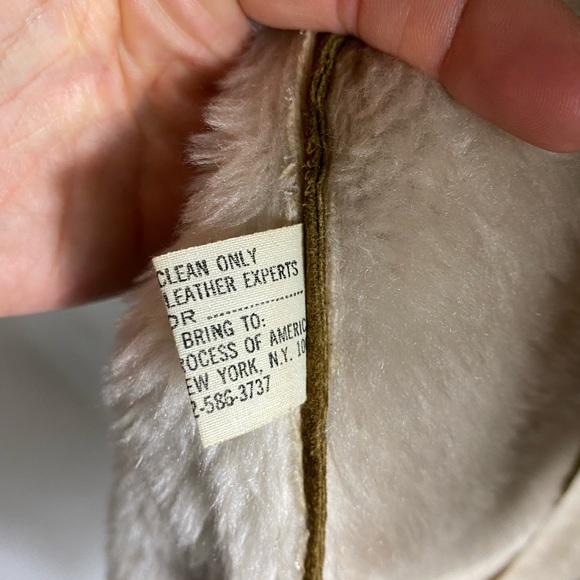 CLEAN ONLY
LEATHER EXPERTS
OR ---------------
BRING TO:
ROCESS OF AMERIC
EW YORK, N.Y. 10
2-586-3737